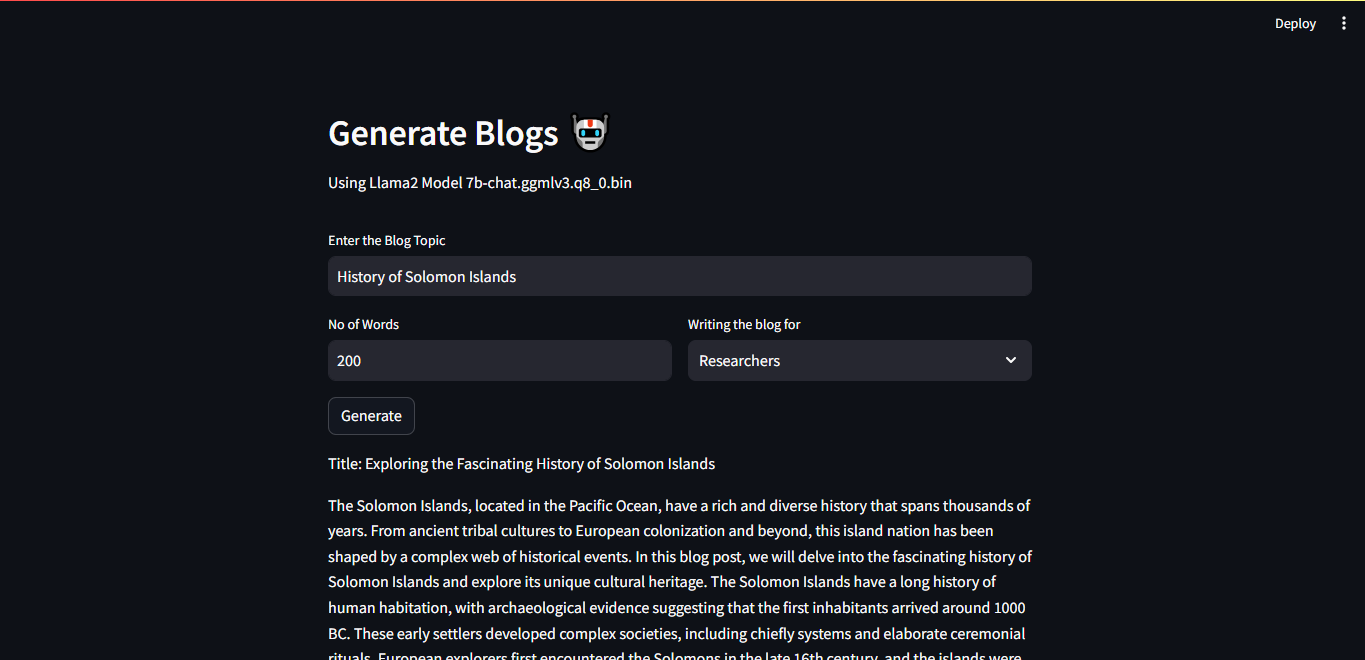 Deploy
Generate Blogs
Using Llama2 Model 7b-chat.ggmlv3.q8_0.bin
Enter the Blog Topic
History of Solomon Islands
No of Words
Writing the blog for
200
Researchers
Generate
Title: Exploring the Fascinating History of Solomon Islands
The Solomon Islands, located in the Pacific Ocean, have a rich and diverse history that spans thousands of
years. From ancient tribal cultures to European colonization and beyond, this island nation has been
shaped by a complex web of historical events. In this blog post, we will delve into the fascinating history of
Solomon Islands and explore its unique cultural heritage. The Solomon Islands have a long history of
human habitation, with archaeological evidence suggesting that the first inhabitants arrived around 1000
BC. These early settlers developed complex societies, including chiefly systems and elaborate ceremonial
rituals. European explorers first encountered the Solomons in the late 16th century, and the islands were